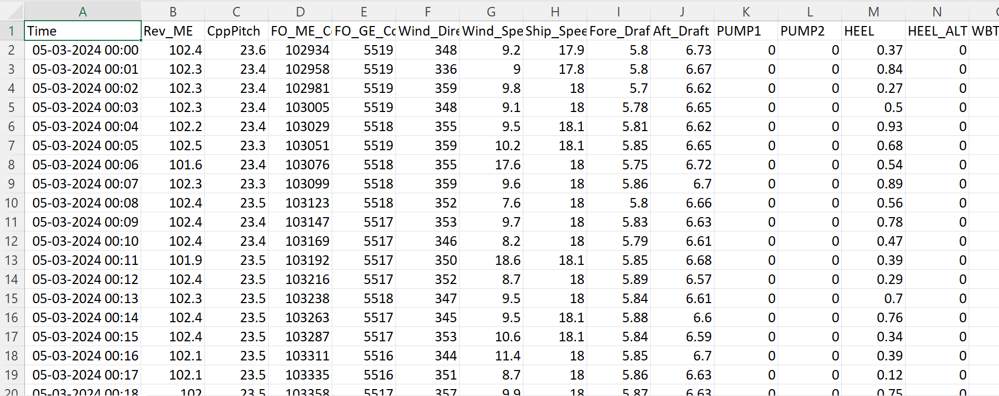 A B C D E F G H I J K L M N
1 Time Rev_ME CppPitch FO_ME_C FO_GE_Co Wind_Dire Wind_Spe Ship_Spee Fore_Draf Aft_Draft PUMP1 PUMP2 HEEL HEEL_ALT WBT
2 05-03-2024 00:00 102.4 23.6 102934 5519 348 9.2 17.9 5.8 6.73 0 0 0.37 0
3 05-03-2024 00:01 102.3 23.4 102958 5519 336 9 17.8 5.8 6.67 0 0 0.84 0
4 05-03-2024 00:02 102.3 23.4 102981 5519 359 9.8 18 5.7 6.62 0 0 0.27 0
5 05-03-2024 00:03 102.3 23.4 103005 5519 348 9.1 18 5.78 6.65 0 0 0.5 0
6 05-03-2024 00:04 102.2 23.4 103029 5518 355 9.5 18.1 5.81 6.62 0 0 0.93 0
7 05-03-2024 00:05 102.5 23.3 103051 5519 359 10.2 18.1 5.85 6.65 0 0 0.68 0
8 05-03-2024 00:06 101.6 23.4 103076 5518 355 17.6 18 5.75 6.72 0 0 0.54 0
9 05-03-2024 00:07 102.3 23.3 103099 5518 359 9.6 18 5.86 6.7 0 0 0.89 0
10 05-03-2024 00:08 102.4 23.5 103123 5518 352 7.6 18 5.8 6.66 0 0 0.56 0
11 05-03-2024 00:09 102.4 23.4 103147 5517 353 9.7 18 5.83 6.63 0 0 0.78 0
12 05-03-2024 00:10 102.4 23.4 103169 5517 346 8.2 18 5.79 6.61 0 0 0.47 0
13 05-03-2024 00:11 101.9 23.5 103192 5517 350 18.6 18.1 5.85 6.68 0 0 0.39 0
14 05-03-2024 00:12 102.4 23.5 103216 5517 352 8.7 18 5.89 6.57 0 0 0.29 0
15 05-03-2024 00:13 102.3 23.5 103238 5518 347 9.5 18 5.84 6.61 0 0 0.7 0
16 05-03-2024 00:14 102.4 23.5 103263 5517 345 9.5 18.1 5.88 6.6 0 0 0.76 0
17 05-03-2024 00:15 102.4 23.5 103287 5517 353 10.6 18.1 5.84 6.59 0 0 0.34 0
18 05-03-2024 00:16 102.1 23.5 103311 5516 344 11.4 18 5.85 6.7 0 0 0.39 0
19 05-03-2024 00:17 102.1 23.5 103335 5516 351 8.7 18 5.86 6.63 0 0 0.12 0
20 05-03-2024 00:18 102 23.5 103358 5517 357 9.9 18 5.87 6.63 0 0 0.75 0